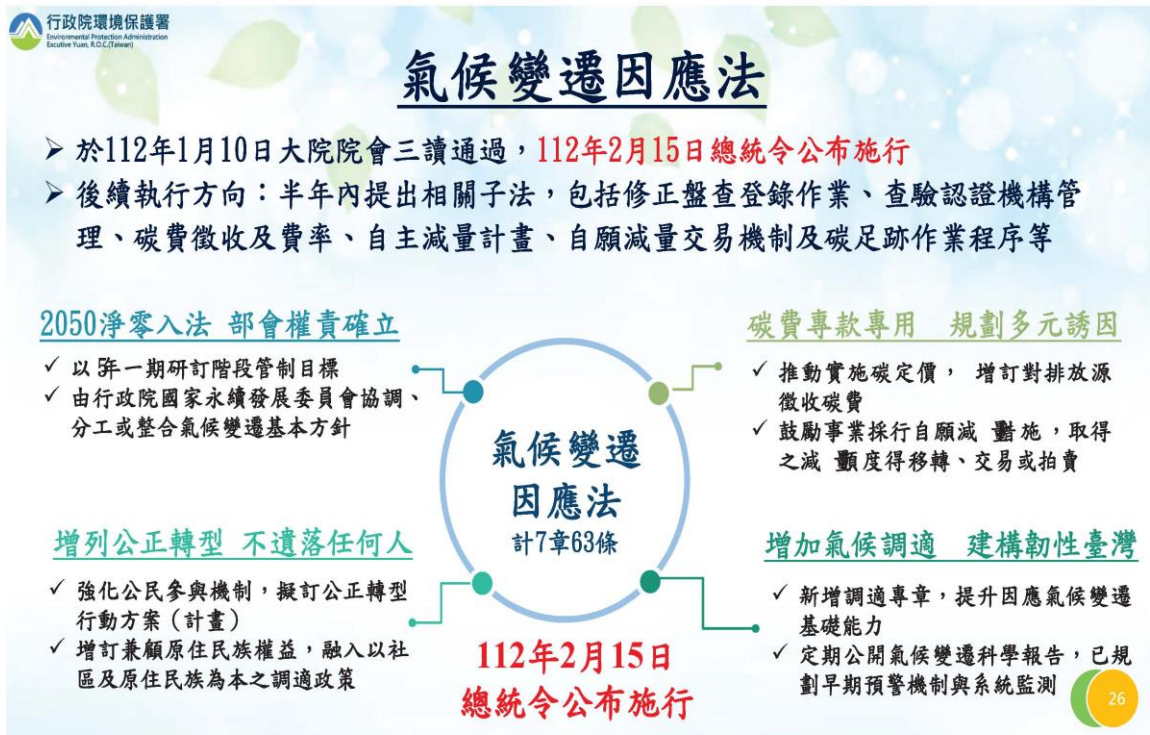 行政院環境保護署
Environmental Protection Administration
Excutive Yuan, R.O.C.(Taiwan)
氣候變遷因應法
➢ 於112年1月10日大院院會三讀通過，112年2月15日總統令公布施行
➢ 後續執行方向：半年內提出相關子法，包括修正盤查登錄作業、查驗認證機構管
理、碳費徵收及費率、自主減量計畫、自願減量交易機制及碳足跡作業程序等
2050淨零入法 部會權責確立
✓ 以5年一期研訂階段管制目標
✓ 由行政院國家永續發展委員會協調、
分工或整合氣候變遷基本方針
碳費專款專用 規劃多元誘因
✓ 推動實施碳定價， 增訂對排放源
徵收碳費
✓ 鼓勵事業採行自願減 措施，取得
之減 額度得移轉、交易或拍賣
氣候變遷
因應法
計7章63條
增列公正轉型 不遺落任何人
✓ 強化公民參與機制，擬訂公正轉型
行動方案（計畫）
✓ 增訂兼顧原住民族權益，融入以社
區及原住民族為本之調適政策
增加氣候調適 建構韌性臺灣
✓ 新增調適專章，提升因應氣候變遷
基礎能力
✓ 定期公開氣候變遷科學報告，已規
劃早期預警機制與系統監測
112年2月15日
總統令公布施行
26